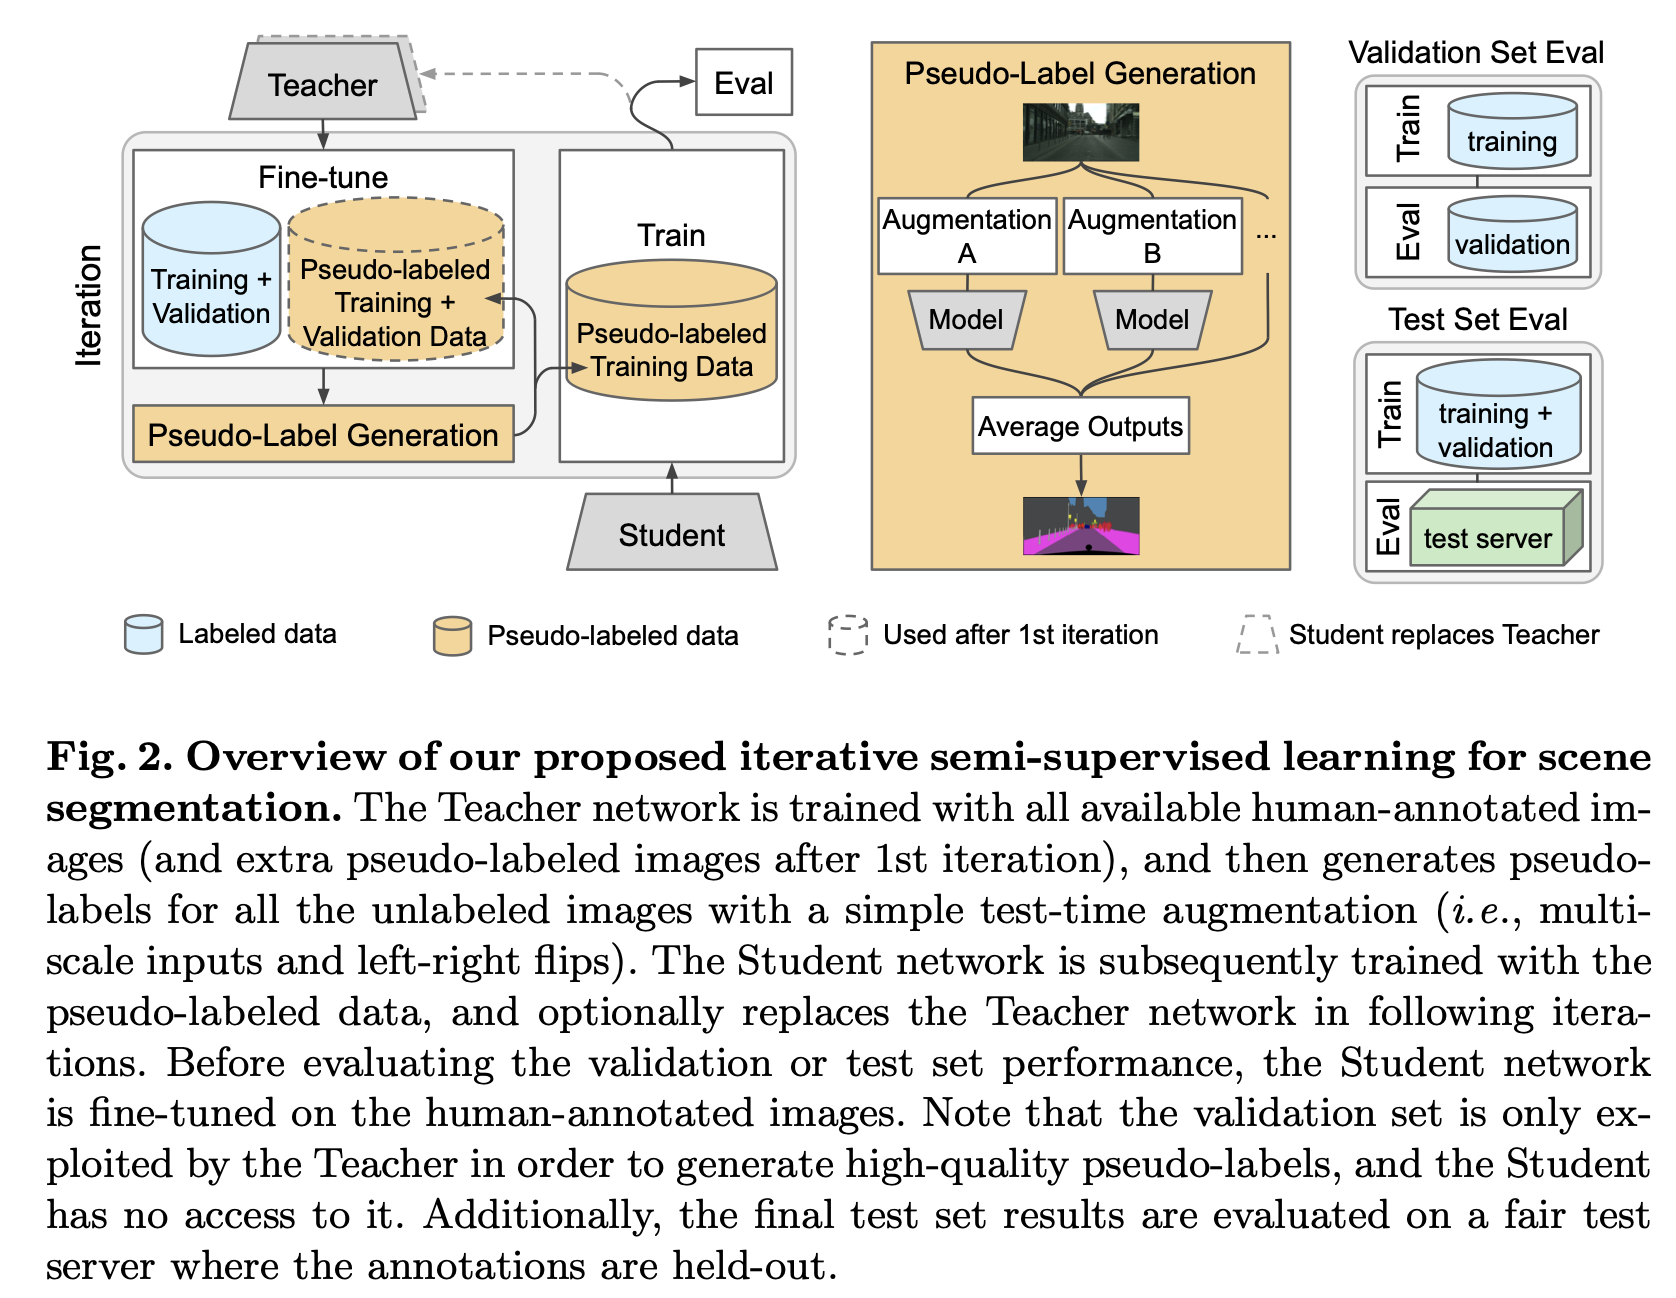 Teacher
Eval
Iteration
Fine-tune
Training +
Validation
Pseudo-labeled
Training +
Validation Data
Pseudo-Label Generation
Train
Pseudo-labeled
Training Data
Student
Pseudo-Label Generation
Augmentation
A
Augmentation
B
...
Model
Model
Average Outputs
Validation Set Eval
Train
training
Eval
validation
Test Set Eval
Train
training +
validation
Eval
test server
Labeled data
Pseudo-labeled data
Used after 1st iteration
Student replaces Teacher
Fig. 2. Overview of our proposed iterative semi-supervised learning for scene
segmentation. The Teacher network is trained with all available human-annotated im-
ages (and extra pseudo-labeled images after 1st iteration), and then generates pseudo-
labels for all the unlabeled images with a simple test-time augmentation (i.e., multi-
scale inputs and left-right flips). The Student network is subsequently trained with the
pseudo-labeled data, and optionally replaces the Teacher network in following itera-
tions. Before evaluating the validation or test set performance, the Student network
is fine-tuned on the human-annotated images. Note that the validation set is only ex-
ploited by the Teacher in order to generate high-quality pseudo-labels, and the Student
has no access to it. Additionally, the final test set results are evaluated on a fair test
server where the annotations are held-out.